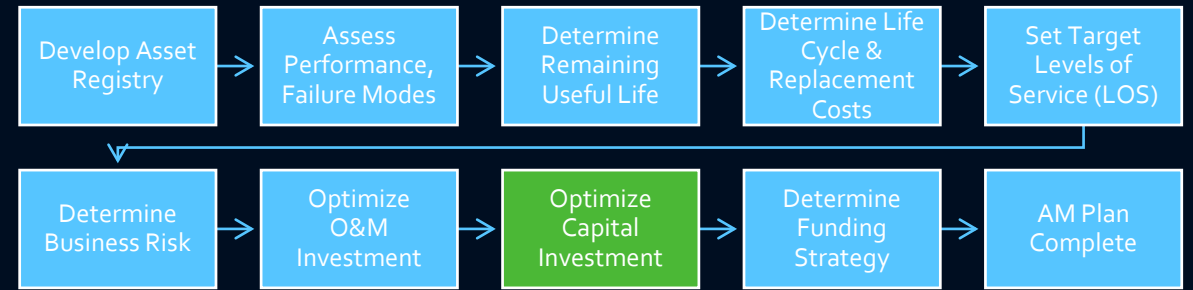 Develop Asset
Registry
Assess
Performance,
Failure Modes
Determine
Remaining
Useful Life
Determine Life
Cycle &
Replacement
Costs
Set Target
Levels of
Service (LOS)
Determine
Business Risk
Optimize
O&M
Investment
Optimize
Capital
Investment
Determine
Funding
Strategy
AM Plan
Complete